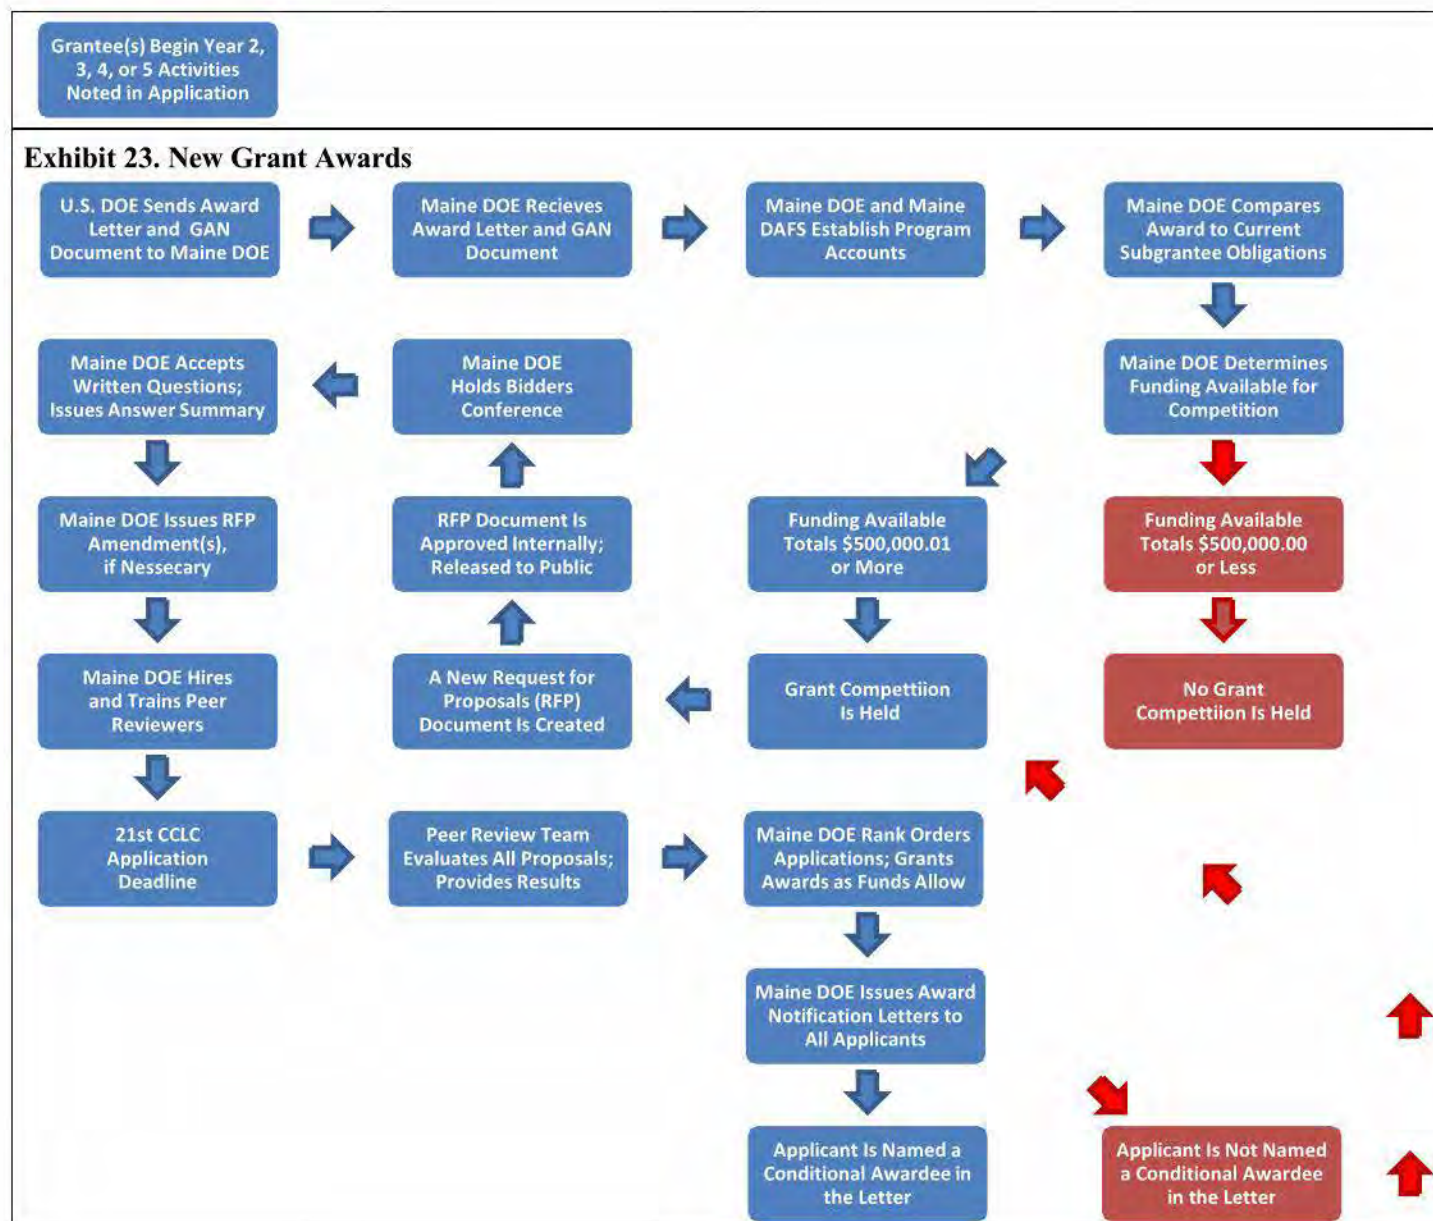 Grantee(s) Begin Year 2,
3, 4, or 5 Activities
Noted in Application
Exhibit 23. New Grant Awards
U.S. DOE Sends Award
Letter and GAN
Document to Maine DOE
Maine DOE Recieves
Award Letter and GAN
Document
Maine DOE and Maine
DAFS Establish Program
Accounts
Maine DOE Compares
Award to Current
Subgrantee Obligations
Maine DOE Determines
Funding Available for
Competition
Funding Available
Totals $500,000.00
or Less
No Grant
Compettiion Is Held
Funding Available
Totals $500,000.01
or More
Grant Compettiion
Is Held
A New Request for
Proposals (RFP)
Document Is Created
RFP Document Is
Approved Internally;
Released to Public
Maine DOE
Holds Bidders
Conference
Maine DOE Accepts
Written Questions;
Issues Answer Summary
Maine DOE Issues RFP
Amendment(s),
if Nessecary
Maine DOE Hires
and Trains Peer
Reviewers
21st CCLC
Application
Deadline
Peer Review Team
Evaluates All Proposals;
Provides Results
Maine DOE Rank Orders
Applications; Grants
Awards as Funds Allow
Maine DOE Issues Award
Notification Letters to
All Applicants
Applicant Is Named a
Conditional Awardee in
the Letter
Applicant Is Not Named
a Conditional Awardee
in the Letter